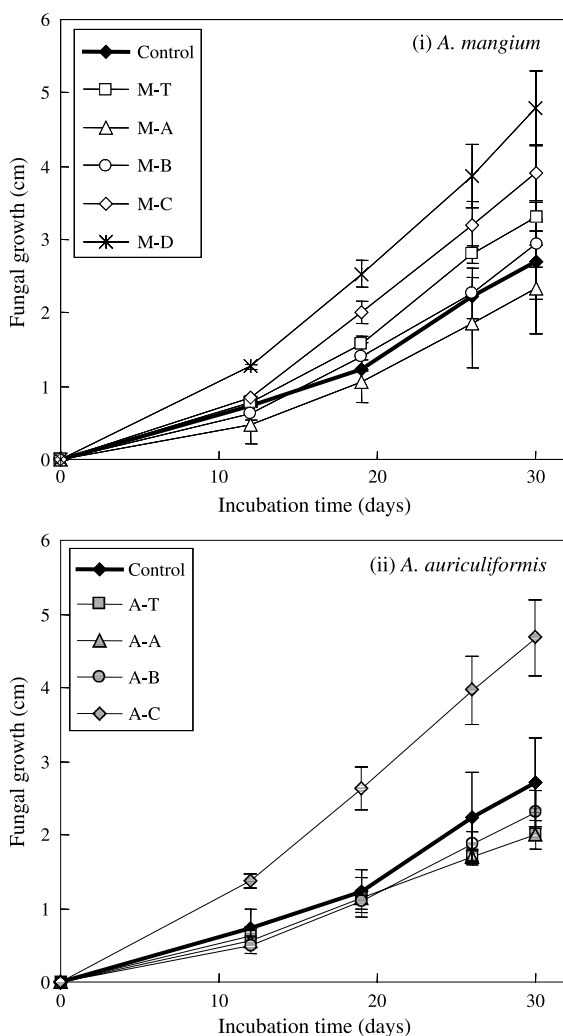 (i) A. mangium
Control
M-T
M-A
M-B
M-C
M-D
Fungal growth (cm)
6
5
4
3
2
1
0
0 10 20 30
Incubation time (days)
(ii) A. auriculiformis
Control
A-T
A-A
A-B
A-C
Fungal growth (cm)
6
5
4
3
2
1
0
0 10 20 30
Incubation time (days)